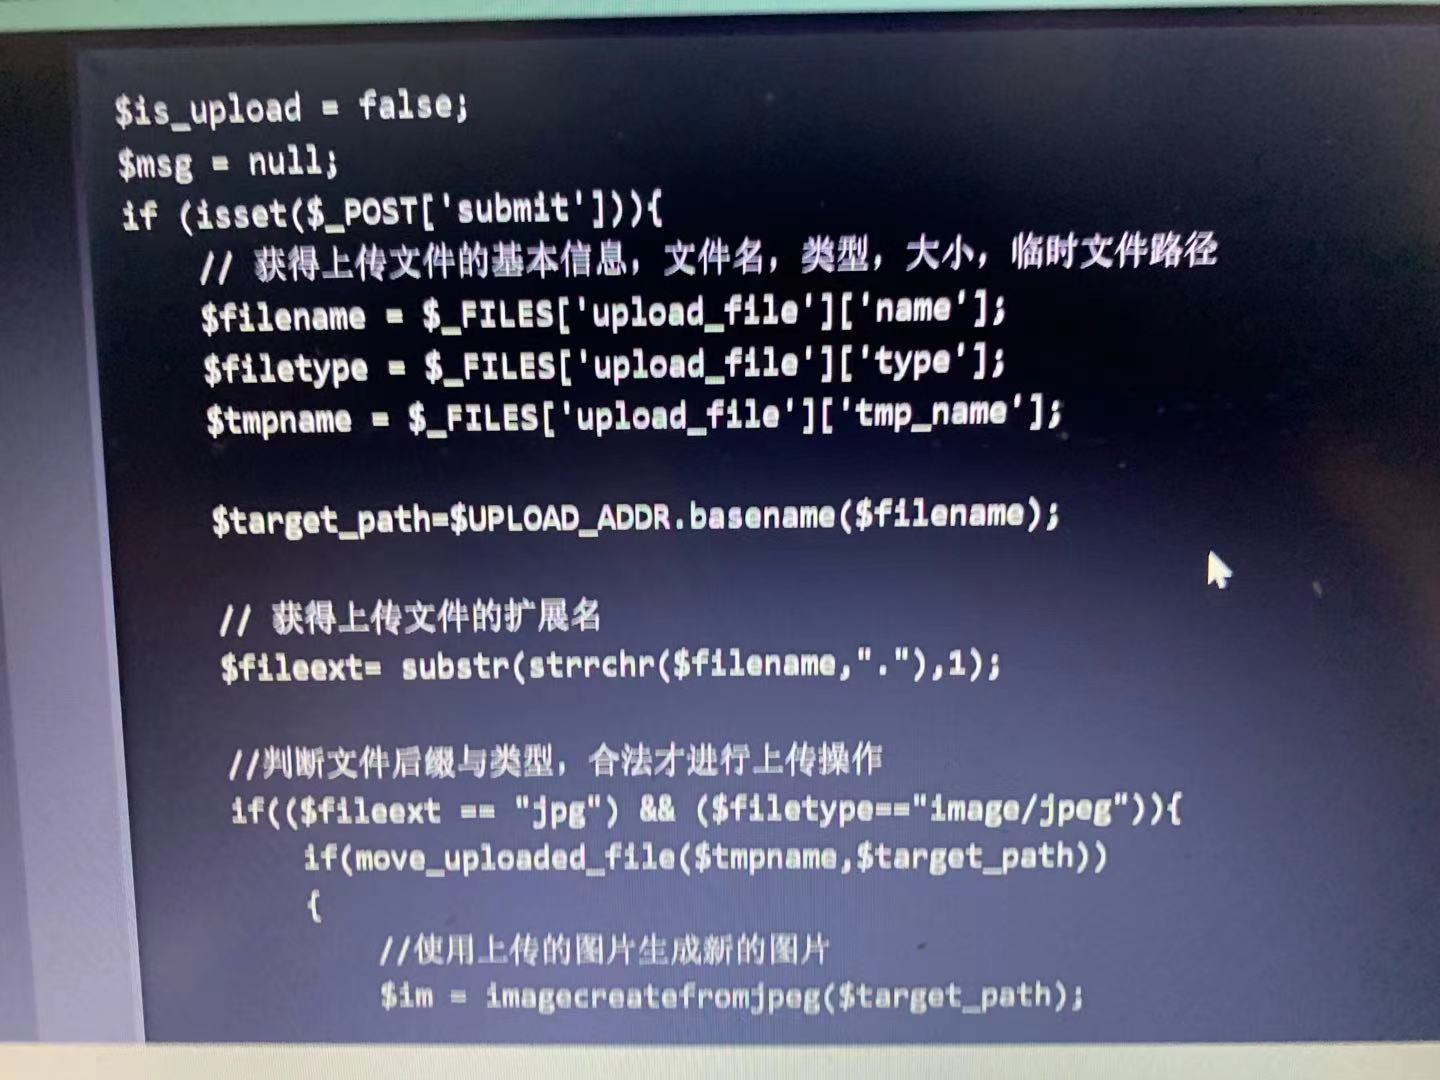 $is_upload = false;
$msg = null;
if (isset($_POST['submit'])){
// 获得上传文件的基本信息，文件名，类型，大小，临时文件路径
$filename = $_FILES['upload_file']['name'];
$filetype = $_FILES['upload_file']['type'];
$tmpname = $_FILES['upload_file']['tmp_name'];
$target_path=$UPLOAD_ADDR.basename($filename);
// 获得上传文件的扩展名
$fileext= substr(strrchr($filename,"."),1);
//判断文件后缀与类型，合法才进行上传操作
if(($fileext == "jpg") && ($filetype=="image/jpeg")){
if(move_uploaded_file($tmpname,$target_path))
{
//使用上传的图片生成新的图片
$im = imagecreatefromjpeg($target_path);